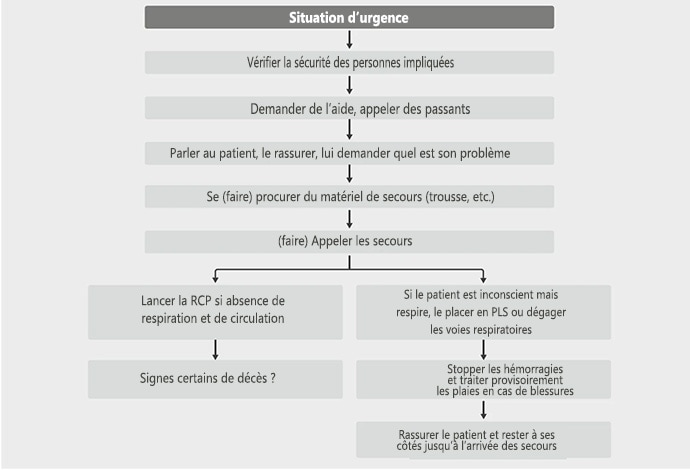 Situation d'urgence
Vérifier la sécurité des personnes impliquées
Demander de l'aide, appeler des passants
Parler au patient, le rassurer, lui demander quel est son problème
Se (faire) procurer du matériel de secours (trousse, etc.)
(faire) Appeler les secours
Lancer la RCP si absence de
respiration et de circulation
Signes certains de décès ?
Si le patient est inconscient mais
respire, le placer en PLS ou dégager
les voies respiratoires
Stopper les hémorragies
et traiter provisoirement
les plaies en cas de blessures
Rassurer le patient et rester à ses
côtés jusqu'à l'arrivée des secours